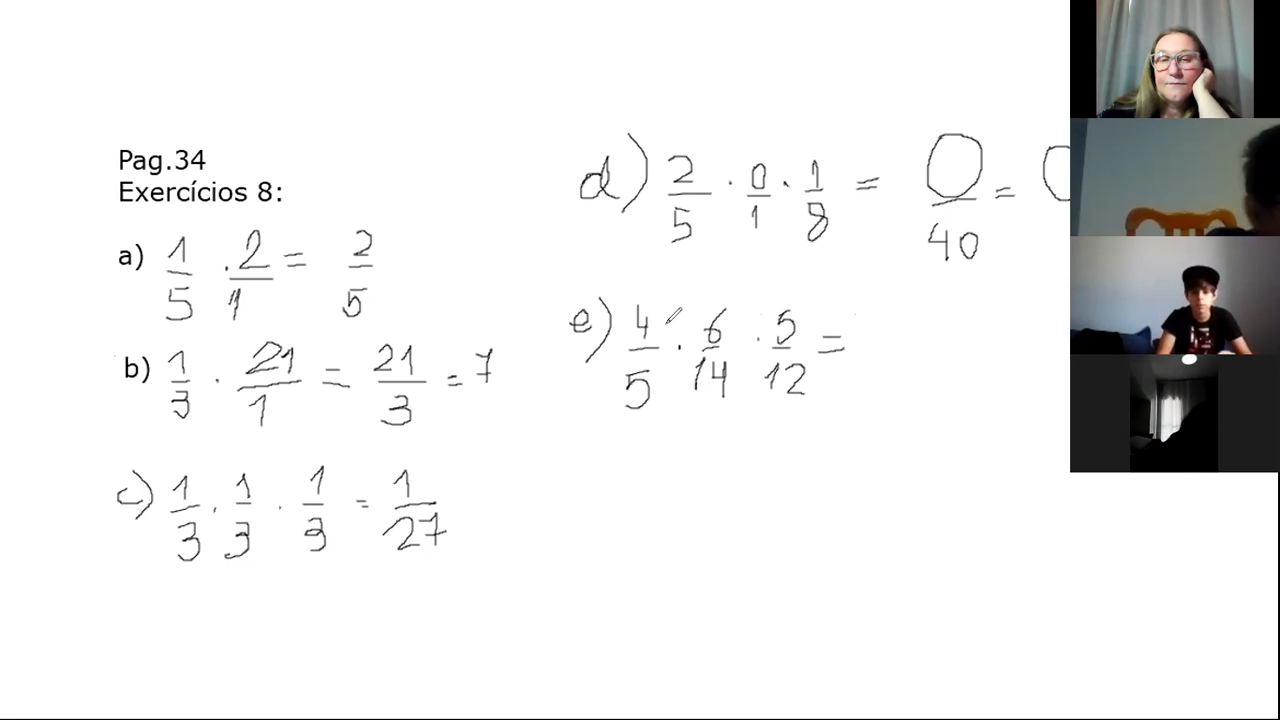 Pag.34
Exercícios 8:
a) 1/5 . 2/1 = 2/5
b) 1/3 . 21/1 = 21/3 = 7
c) 1/3 . 1/3 . 1/3 = 1/27
d) 2/5 . 0/1 . 1/8 = 0/40 = 0
e) 4/5 . 6/14 . 5/12 =